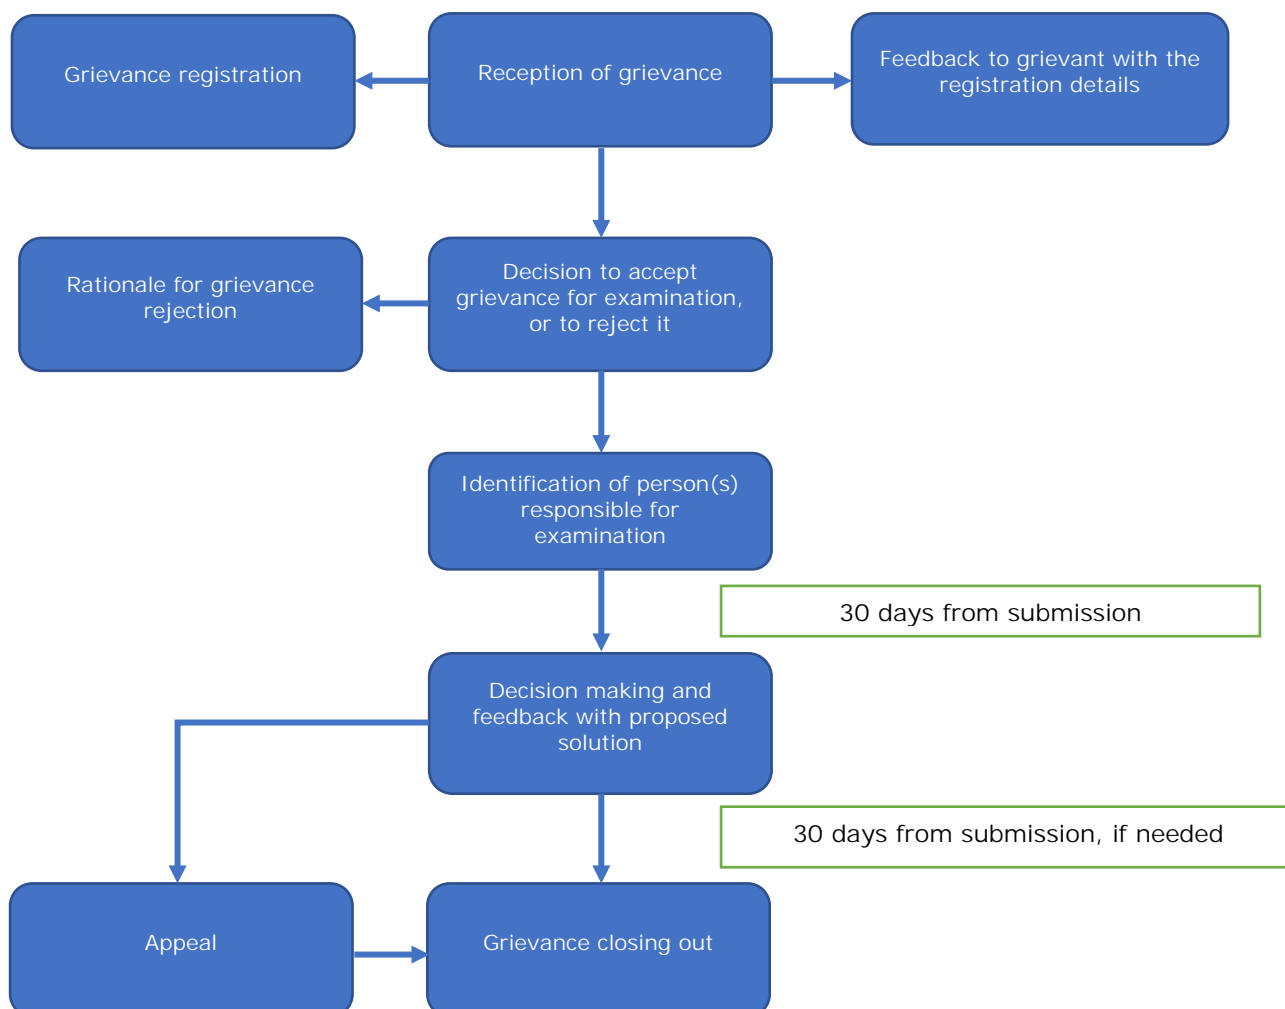 Grievance registration
Reception of grievance
Feedback to grievant with the
registration details
Rationale for grievance
rejection
Decision to accept
grievance for examination,
or to reject it
Identification of person(s)
responsible for
examination
30 days from submission
Decision making and
feedback with proposed
solution
30 days from submission, if needed
Appeal
Grievance closing out